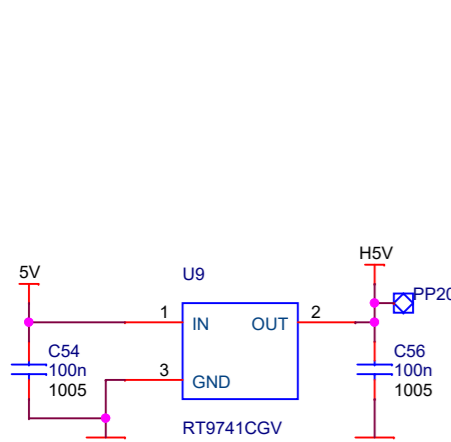 H5V
5V
U9
PP20
1
IN
OUT
2
C54
100n
1005
3
GND
C56
100n
1005
RT9741CGV